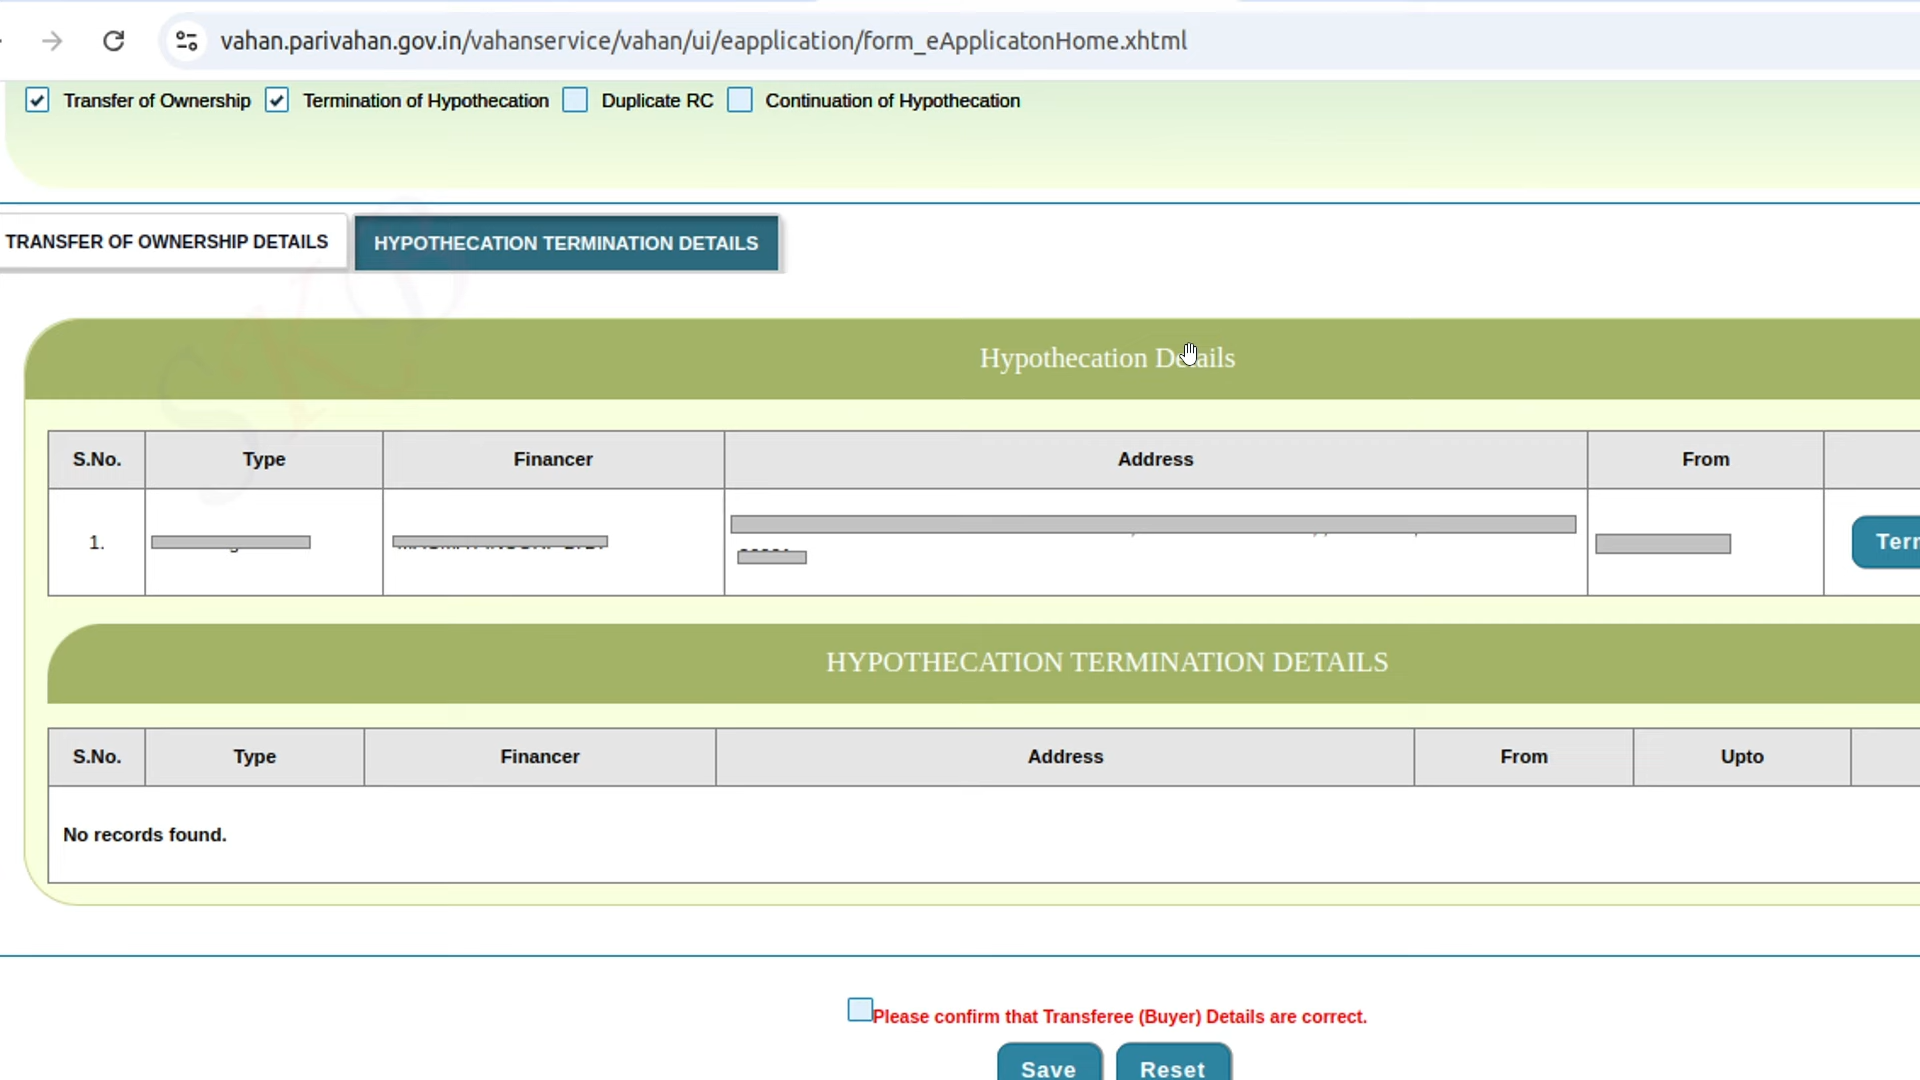 vahan.parivahan.gov.in/vahanservice/vahan/ui/eapplication/form_eApplicatonHome.xhtml
Transfer of Ownership Termination of Hypothecation Duplicate RC Continuation of Hypothecation
TRANSFER OF OWNERSHIP DETAILS HYPOTHECATION TERMINATION DETAILS
Hypothecation Details
S.No. Type Financer Address From
1. Term
HYPOTHECATION TERMINATION DETAILS
S.No. Type Financer Address From Upto
No records found.
Please confirm that Transferee (Buyer) Details are correct.
Save Reset
SKD